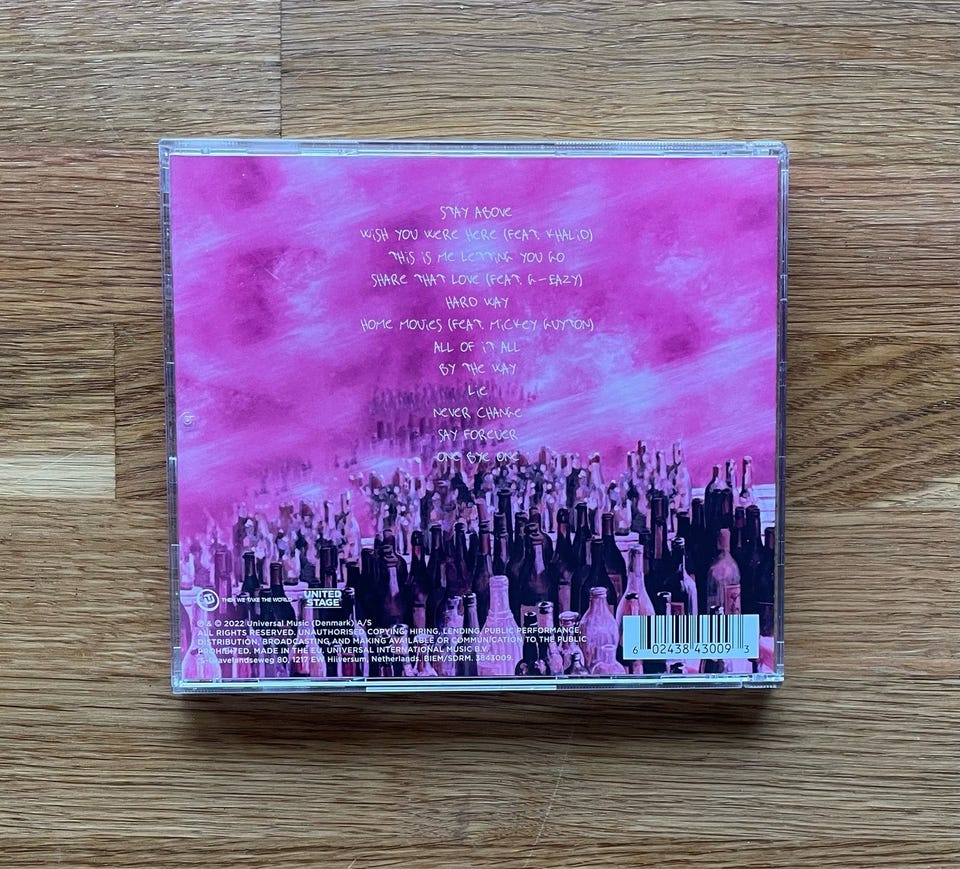 STAY ABOVE
WISH YOU WERE HERE (FEAT. KHALID)
THIS IS ME LETTING YOU GO
SHARE THAT LOVE (FEAT. G-EAZY)
HARD WAY
HOME MOVIES (FEAT. MICKEY GUYTON)
ALL OF IT ALL
BY THE WAY
LIE
NEVER CHANGE
SAY FOREVER
ONE BYE ONE
THEN WE TAKE THE WORLD
UNITED
STAGE
℗ & © 2022 Universal Music (Denmark) A/S
ALL RIGHTS RESERVED. UNAUTHORISED COPYING, HIRING, LENDING, PUBLIC PERFORMANCE,
DISTRIBUTION, BROADCASTING AND MAKING AVAILABLE OR COMMUNICATION TO THE PUBLIC
PROHIBITED. MADE IN THE EU. UNIVERSAL INTERNATIONAL MUSIC B.V.
'S-Gravelandseweg 80, 1217 EW Hilversum, Netherlands. BIEM/SDRM. 3843009.
6 02438 43009 3